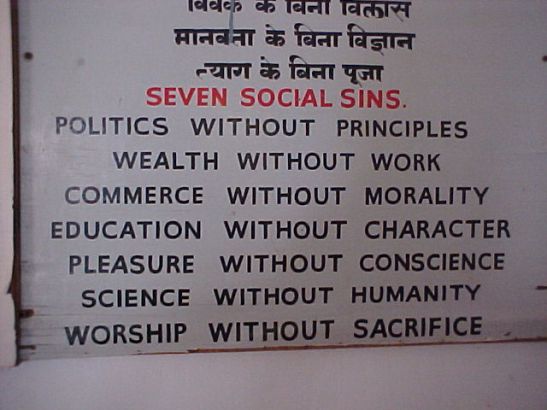 विवेक के बिना विलास
मानवता के बिना विज्ञान
त्याग के बिना पूजा
SEVEN SOCIAL SINS.
POLITICS WITHOUT PRINCIPLES
WEALTH WITHOUT WORK
COMMERCE WITHOUT MORALITY
EDUCATION WITHOUT CHARACTER
PLEASURE WITHOUT CONSCIENCE
SCIENCE WITHOUT HUMANITY
WORSHIP WITHOUT SACRIFICE